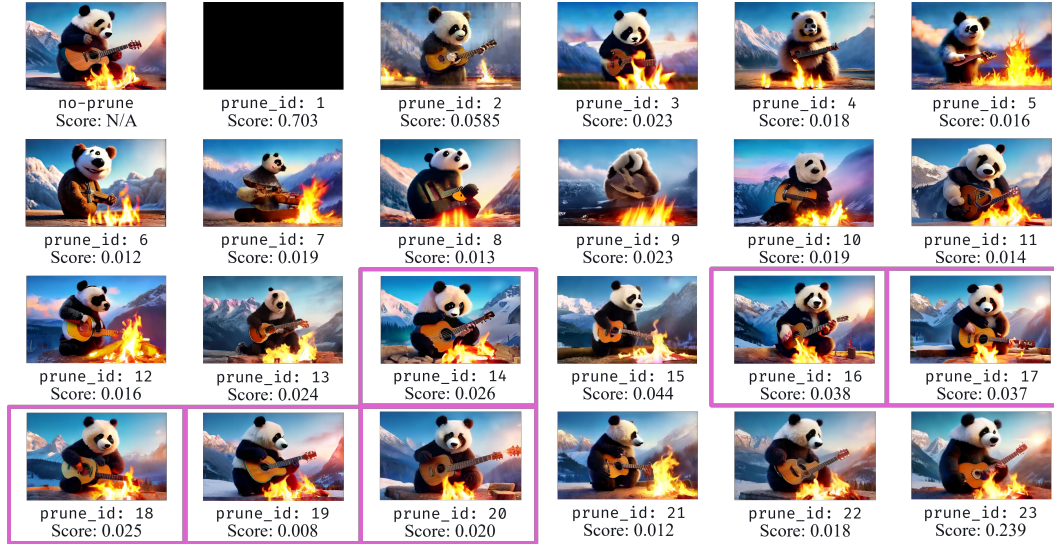 no-prune
Score: N/A
prune_id: 1
Score: 0.703
prune_id: 2
Score: 0.0585
prune_id: 3
Score: 0.023
prune_id: 4
Score: 0.018
prune_id: 5
Score: 0.016
prune_id: 6
Score: 0.012
prune_id: 7
Score: 0.019
prune_id: 8
Score: 0.013
prune_id: 9
Score: 0.023
prune_id: 10
Score: 0.019
prune_id: 11
Score: 0.014
prune_id: 12
Score: 0.016
prune_id: 13
Score: 0.024
prune_id: 14
Score: 0.026
prune_id: 15
Score: 0.044
prune_id: 16
Score: 0.038
prune_id: 17
Score: 0.037
prune_id: 18
Score: 0.025
prune_id: 19
Score: 0.008
prune_id: 20
Score: 0.020
prune_id: 21
Score: 0.012
prune_id: 22
Score: 0.018
prune_id: 23
Score: 0.239